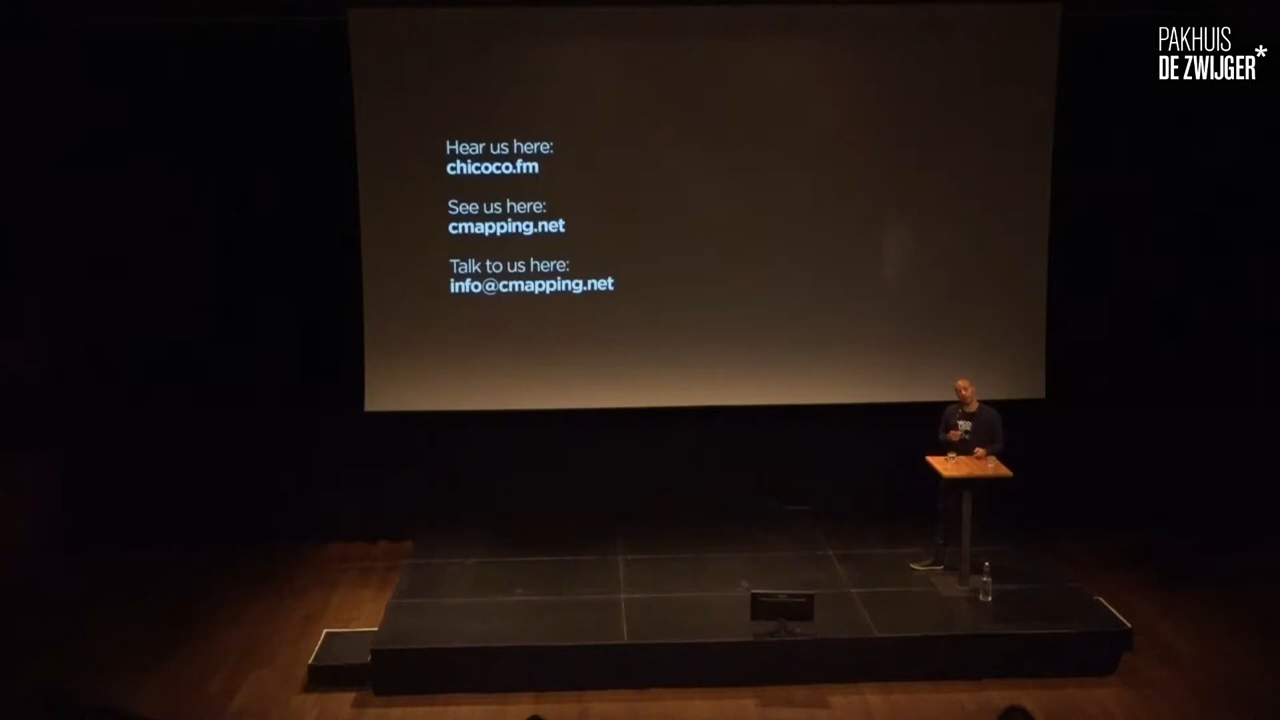 PAKHUIS
DE ZWIJGER*
Hear us here:
chicoco.fm
See us here:
cmapping.net
Talk to us here:
info@cmapping.net